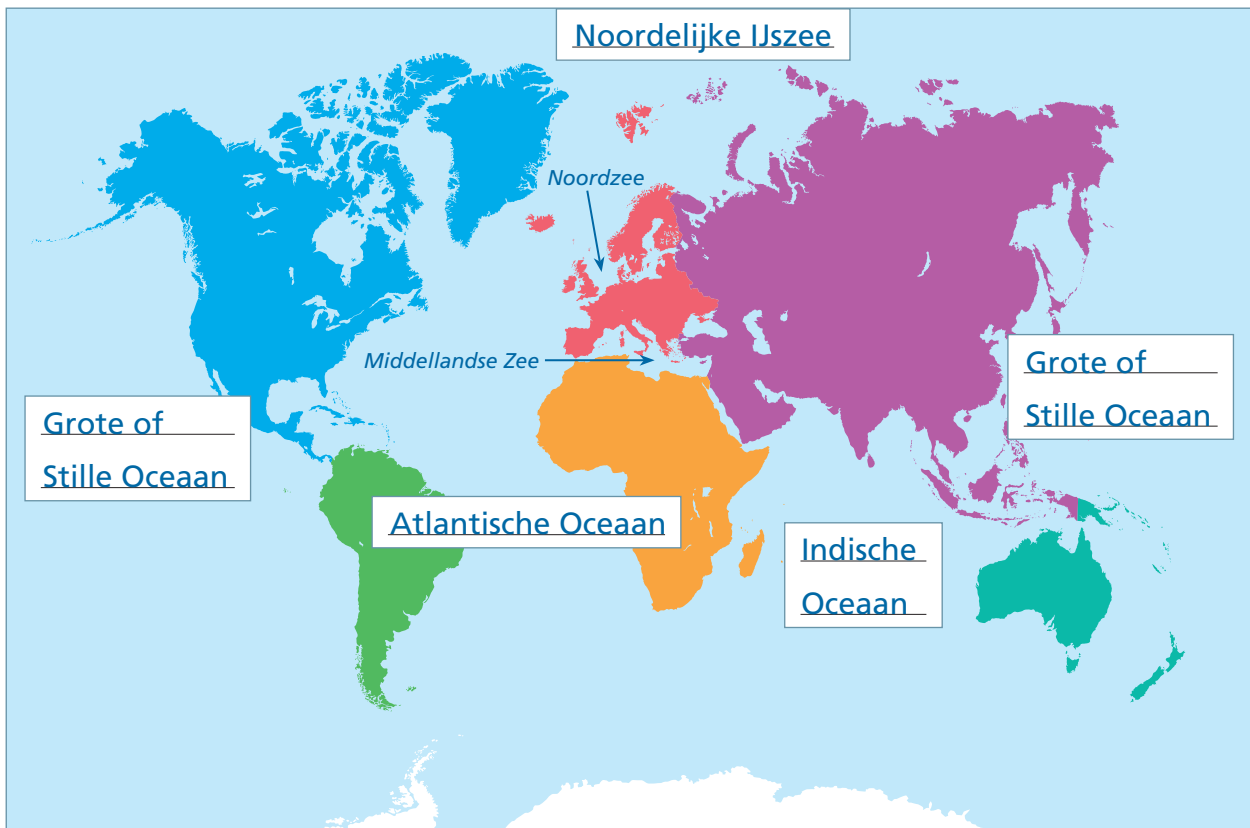 Noordelijke IJszee
Noordzee
Middellandse Zee
Grote of
Stille Oceaan
Grote of
Stille Oceaan
Atlantische Oceaan
Indische
Oceaan